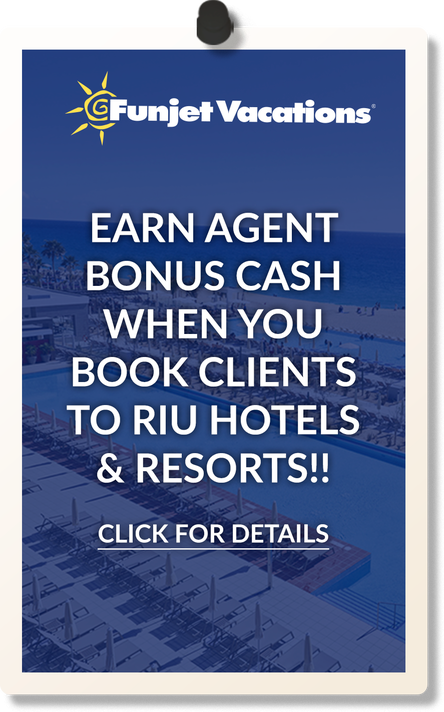 Funjet Vacations®
EARN AGENT
BONUS CASH
WHEN YOU
BOOK CLIENTS
TO RIU HOTELS
& RESORTS!!
CLICK FOR DETAILS